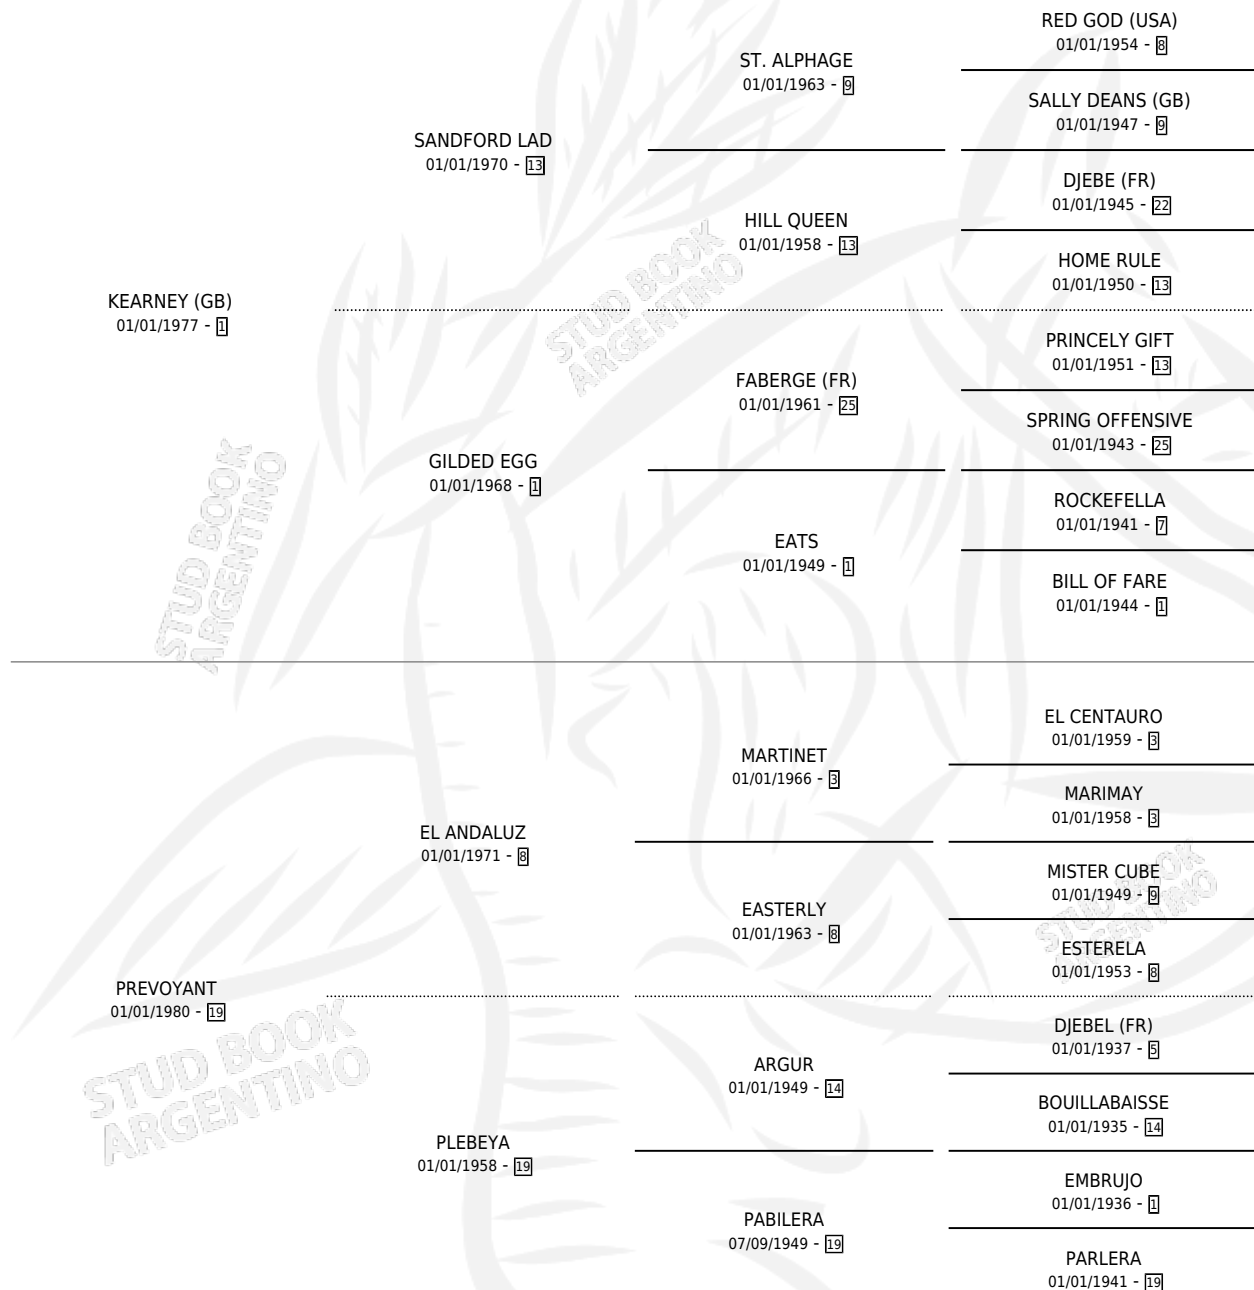 KEARNEY (GB)
01/01/1977 - 1
SANDFORD LAD
01/01/1970 - 13
GILDED EGG
01/01/1968 - 1
ST. ALPHAGE
01/01/1963 - 9
HILL QUEEN
01/01/1958 - 13
FABERGE (FR)
01/01/1961 - 25
EATS
01/01/1949 - 1
RED GOD (USA)
01/01/1954 - 8
SALLY DEANS (GB)
01/01/1947 - 9
DJEBE (FR)
01/01/1945 - 22
HOME RULE
01/01/1950 - 13
PRINCELY GIFT
01/01/1951 - 13
SPRING OFFENSIVE
01/01/1943 - 25
ROCKEFELLA
01/01/1941 - 7
BILL OF FARE
01/01/1944 - 1
PREVOYANT
01/01/1980 - 19
EL ANDALUZ
01/01/1971 - 8
PLEBEYA
01/01/1958 - 19
MARTINET
01/01/1966 - 3
EASTERLY
01/01/1963 - 8
ARGUR
01/01/1949 - 14
PABILERA
07/09/1949 - 19
EL CENTAURO
01/01/1959 - 3
MARIMAY
01/01/1958 - 3
MISTER CUBE
01/01/1949 - 9
ESTERELA
01/01/1953 - 8
DJEBEL (FR)
01/01/1937 - 5
BOUILLABAISSE
01/01/1935 - 14
EMBRUJO
01/01/1936 - 1
PARLERA
01/01/1941 - 19
STUD BOOK
ARGENTINO
STUD BOOK
ARGENTINO
STUD BOOK
ARGENTINO
STUD BOOK
ARGENTINO